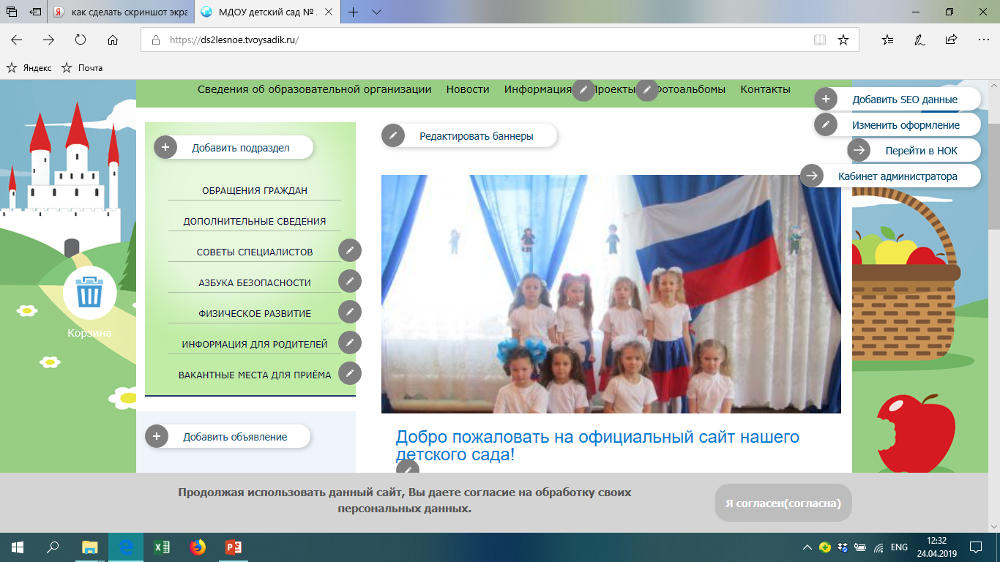 как сделать скриншот экра
МДОУ детский сад №
https://ds2lesnoe.tvoysadik.ru/
Яндекс
Почта
Сведения об образовательной организации
Новости
Информация
Проекты
Фотоальбомы
Контакты
Добавить SEO данные
Изменить оформление
Перейти в НОК
Кабинет администратора
Добавить подраздел
Редактировать баннеры
ОБРАЩЕНИЯ ГРАЖДАН
ДОПОЛНИТЕЛЬНЫЕ СВЕДЕНИЯ
СОВЕТЫ СПЕЦИАЛИСТОВ
АЗБУКА БЕЗОПАСНОСТИ
ФИЗИЧЕСКОЕ РАЗВИТИЕ
ИНФОРМАЦИЯ ДЛЯ РОДИТЕЛЕЙ
ВАКАНТНЫЕ МЕСТА ДЛЯ ПРИЁМА
Корзина
Добавить объявление
Добро пожаловать на официальный сайт нашего
детского сада!
Продолжая использовать данный сайт, Вы даете согласие на обработку своих
персональных данных.
Я согласен(согласна)
ENG
12:32
24.04.2019